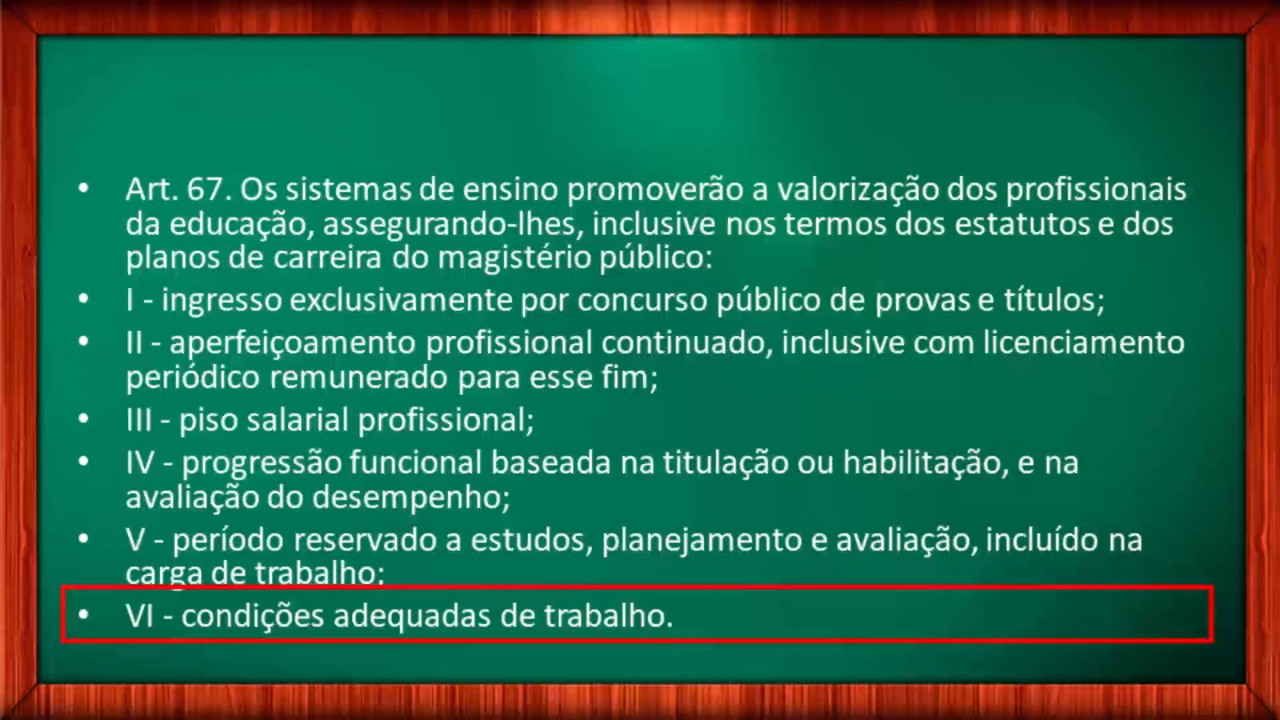 • Art. 67. Os sistemas de ensino promoverão a valorização dos profissionais
da educação, assegurando-lhes, inclusive nos termos dos estatutos e dos
planos de carreira do magistério público:
• I - ingresso exclusivamente por concurso público de provas e títulos;
• II - aperfeiçoamento profissional continuado, inclusive com licenciamento
periódico remunerado para esse fim;
• III - piso salarial profissional;
• IV - progressão funcional baseada na titulação ou habilitação, e na
avaliação do desempenho;
• V - período reservado a estudos, planejamento e avaliação, incluído na
carga de trabalho;
• VI - condições adequadas de trabalho.